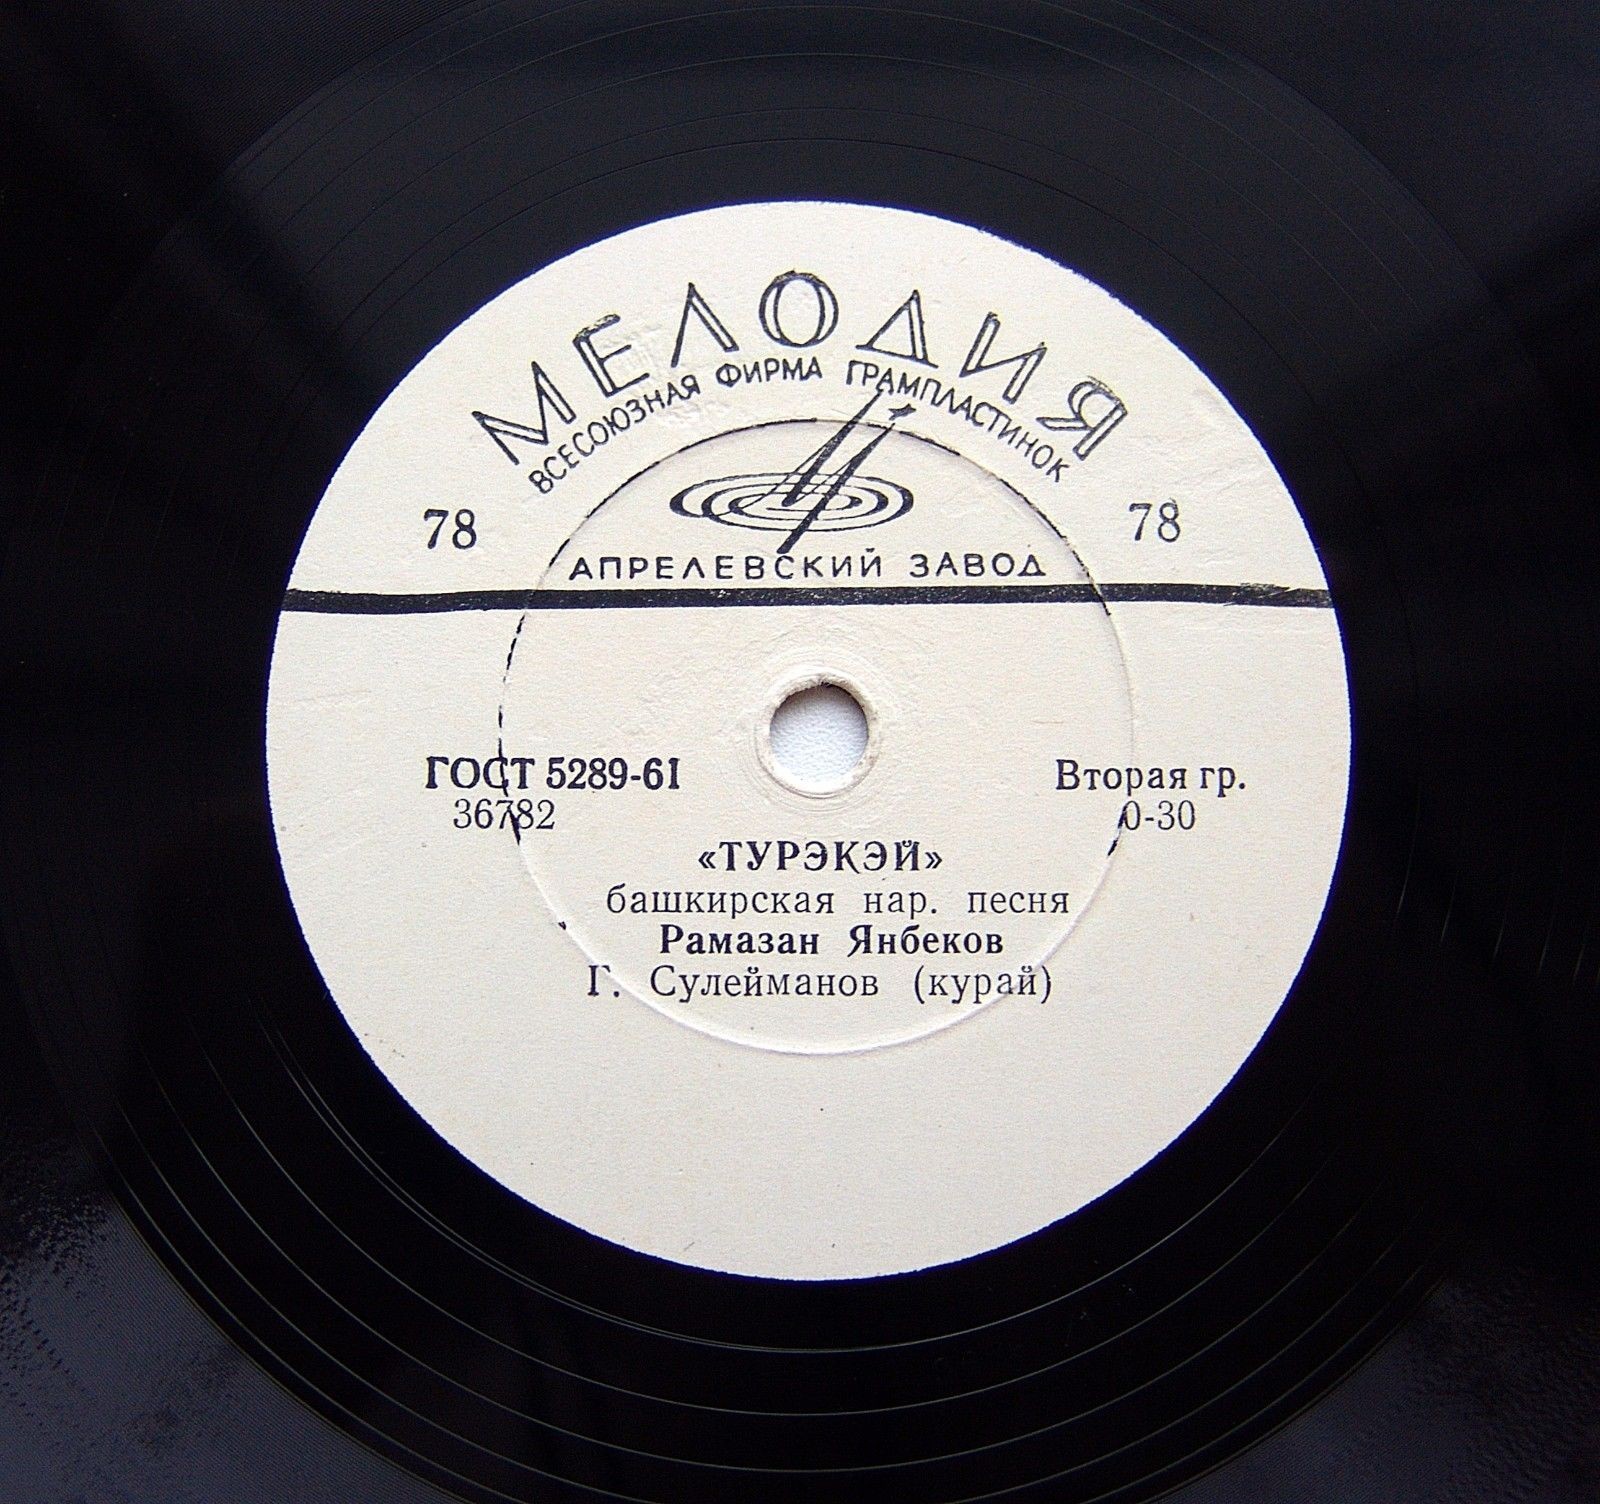 МЕЛОДИЯ
ВСЕСОЮЗНАЯ ФИРМА ГРАМПЛАСТИНОК
78 78
АПРЕЛЕВСКИЙ ЗАВОД
ГОСТ 5289-61 Вторая гр.
36782 0-30
«ТУРЭКЭЙ»
башкирская нар. песня
Рамазан Янбеков
Г. Сулейманов (курай)